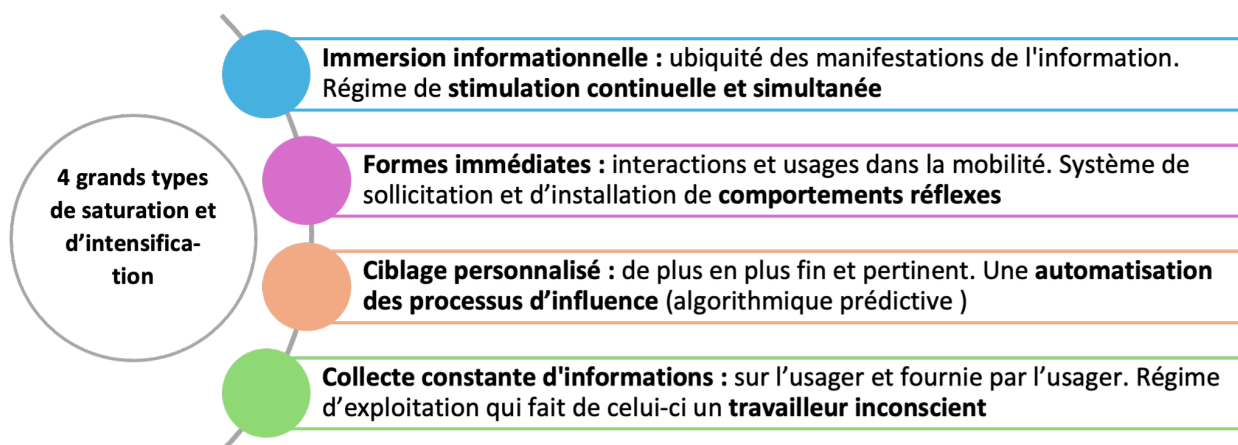 4 grands types
de saturation et
d’intensifica-
tion
Immersion informationnelle : ubiquité des manifestations de l'information.
Régime de stimulation continuelle et simultanée
Formes immédiates : interactions et usages dans la mobilité. Système de
sollicitation et d’installation de comportements réflexes
Ciblage personnalisé : de plus en plus fin et pertinent. Une automatisation
des processus d’influence (algorithmique prédictive )
Collecte constante d'informations : sur l’usager et fournie par l’usager. Régime
d’exploitation qui fait de celui-ci un travailleur inconscient